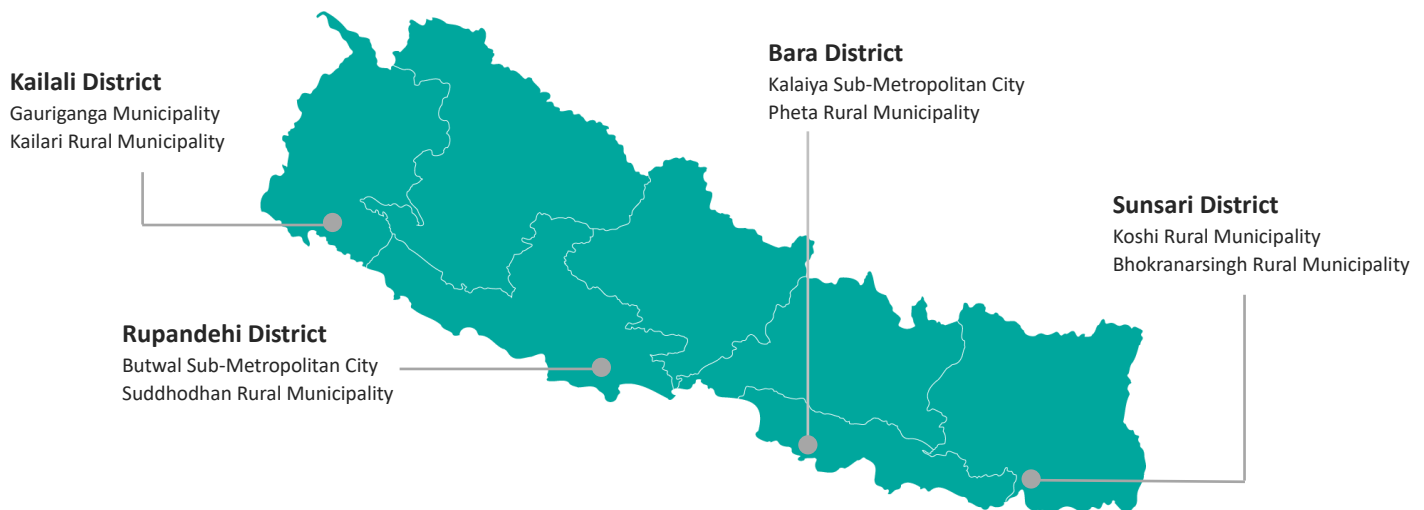 Kailali District
Gauriganga Municipality
Kailari Rural Municipality
Bara District
Kalaiya Sub-Metropolitan City
Pheta Rural Municipality
Sunsari District
Koshi Rural Municipality
Bhokranarsingh Rural Municipality
Rupandehi District
Butwal Sub-Metropolitan City
Suddhodhan Rural Municipality